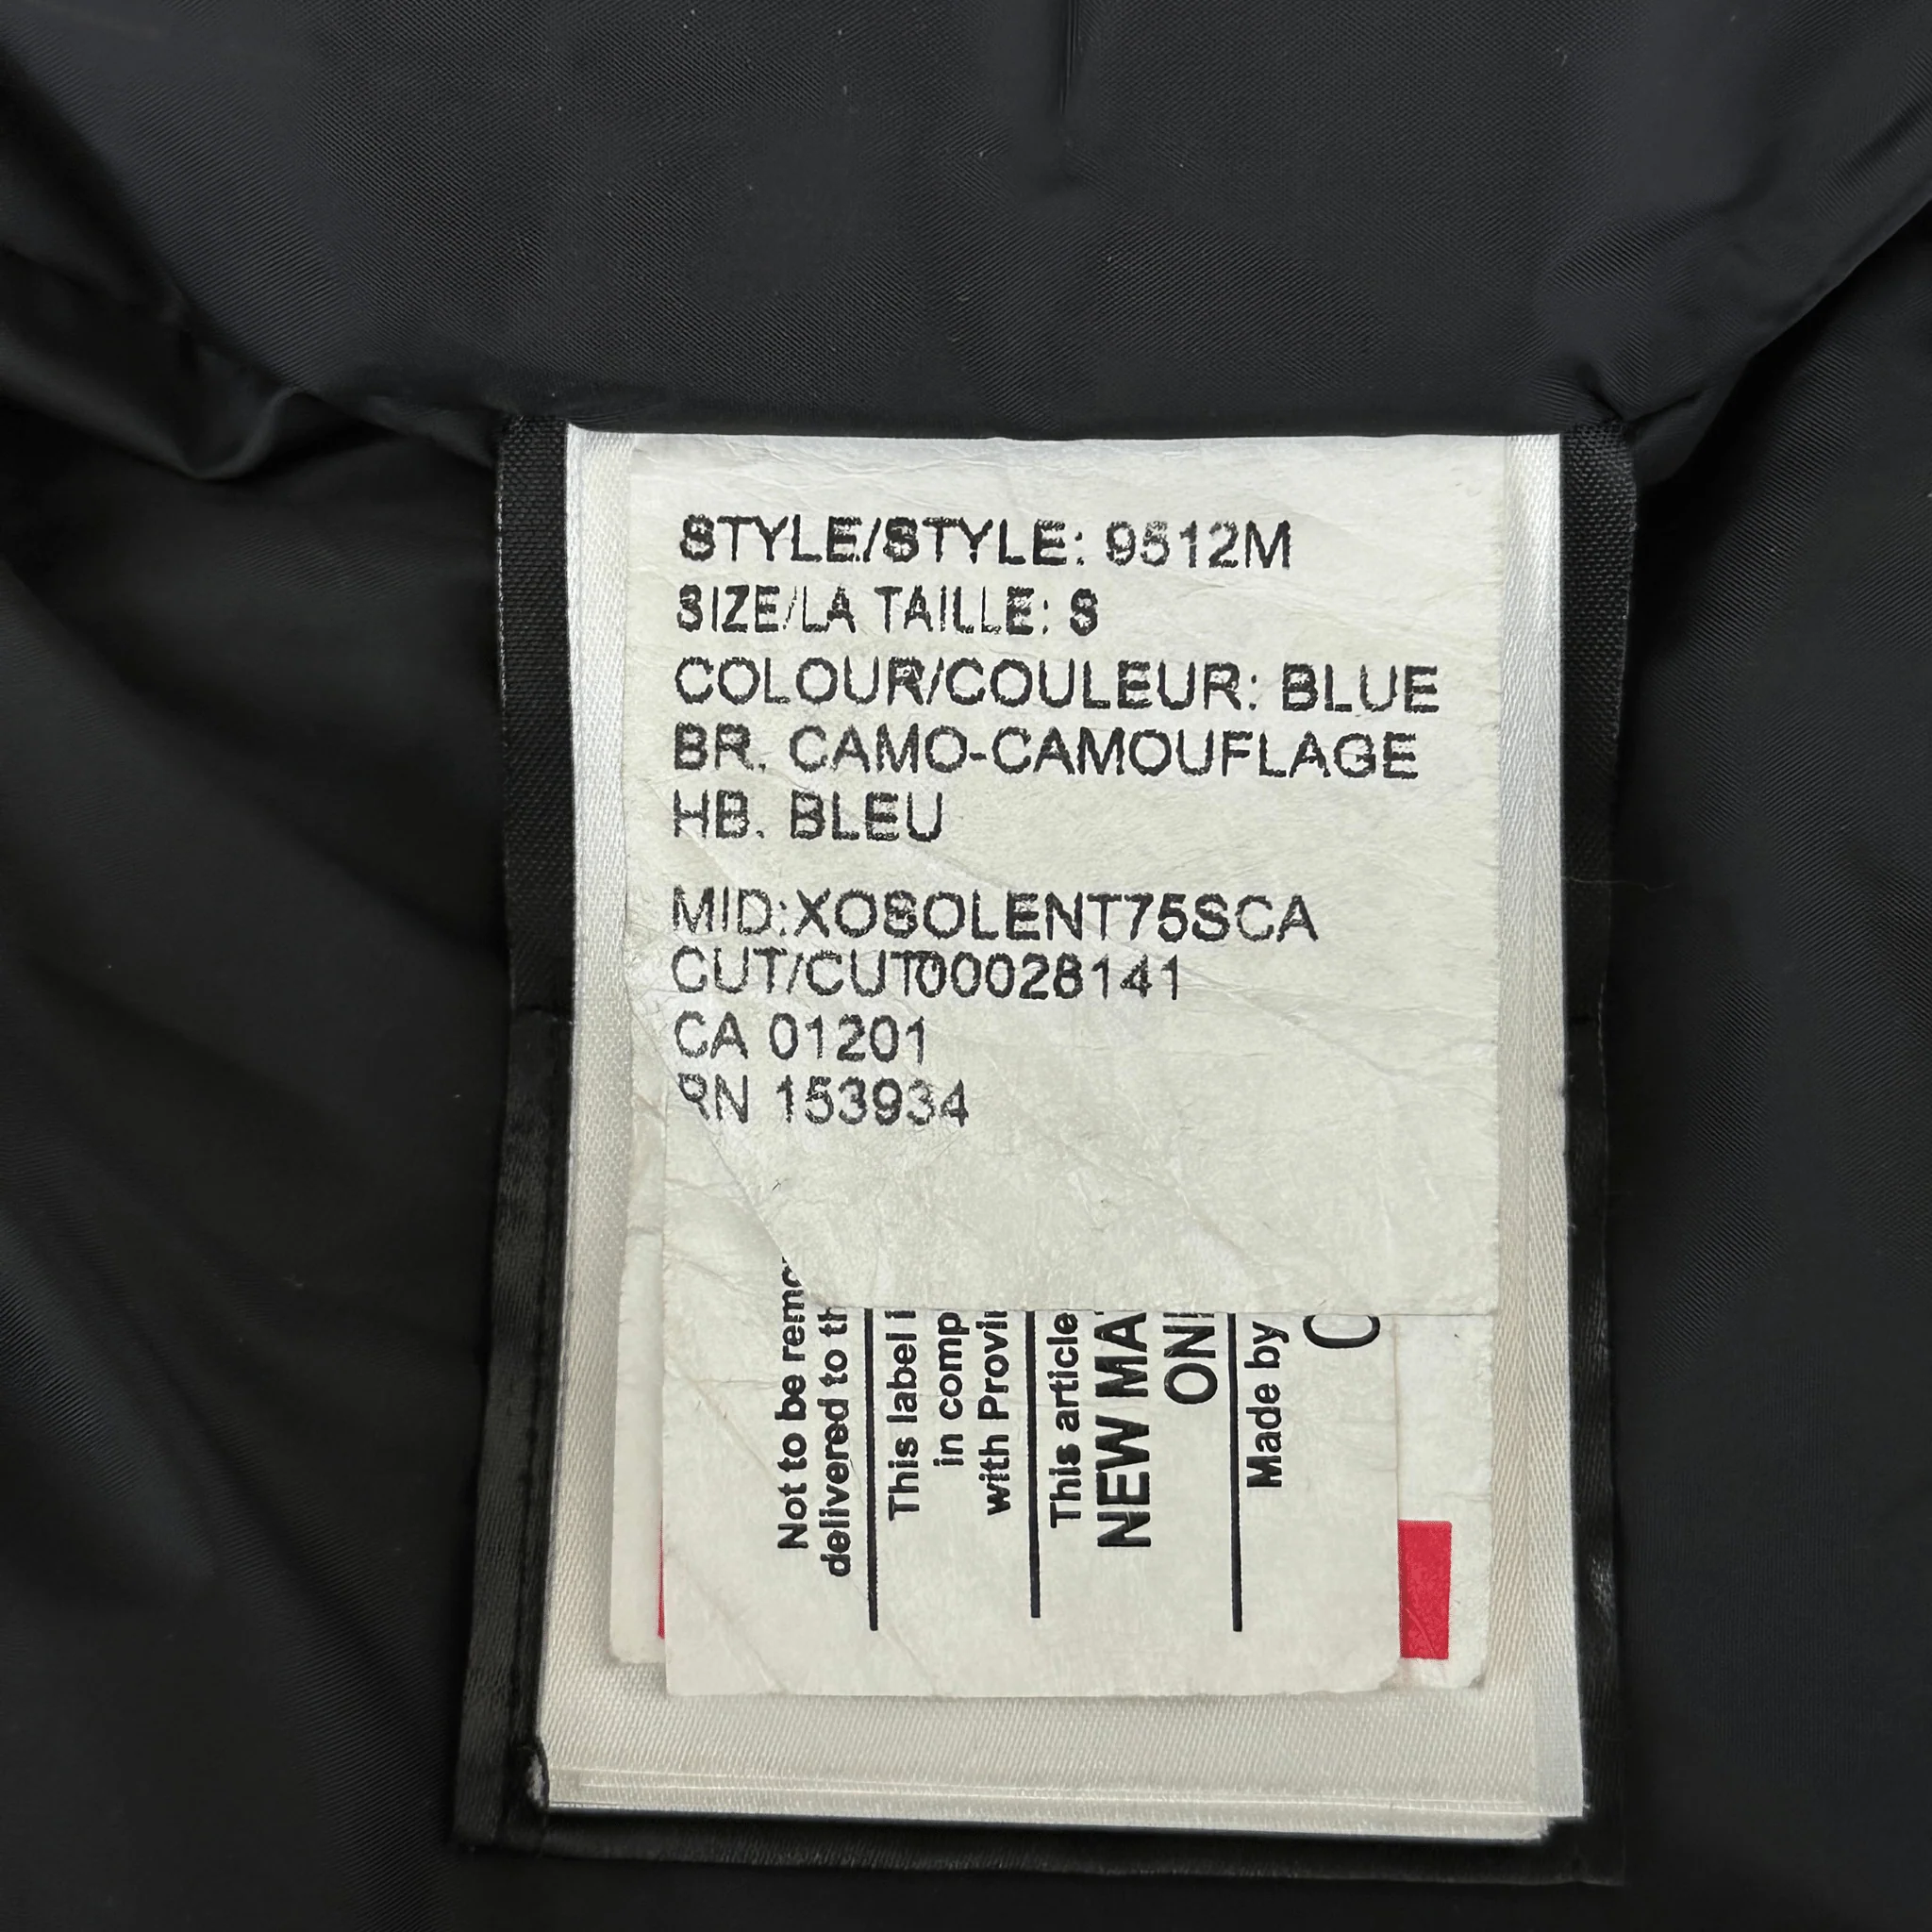 STYLE/STYLE: 9512M
SIZE/LA TAILLE: S
COLOUR/COULEUR: BLUE
BR. CAMO-CAMOUFLAGE
HB. BLEU
MID:XOSOLENT75SCA
CUT/CUT00028141
CA 01201
RN 153934
Not to be remo
delivered to th
This label i
in comp
with Provi
This article
NEW MA
ONL
Made by